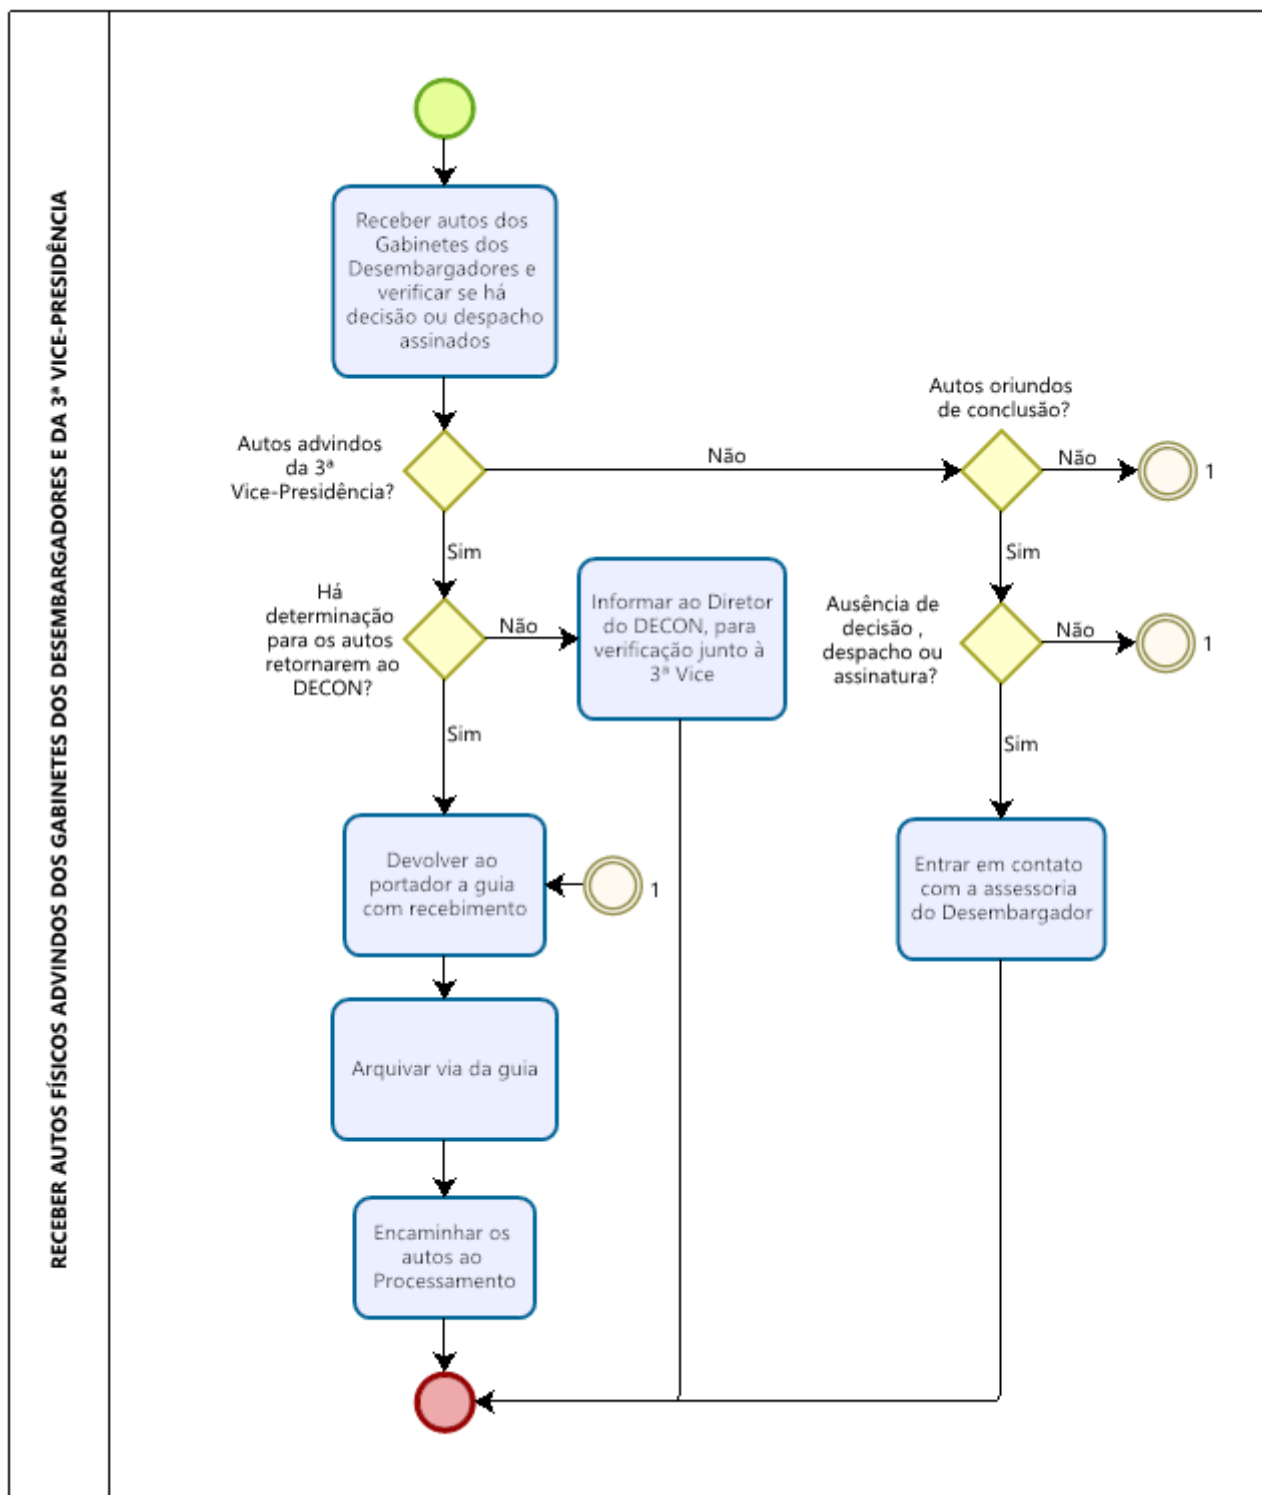 RECEBER AUTOS FÍSICOS ADVINDOS DOS GABINETES DOS DESEMBARGADORES E DA 3ª VICE-PRESIDÊNCIA
Receber autos dos
Gabinetes dos
Desembargadores e
verificar se há
decisão ou despacho
assinados
Autos advindos
da 3ª
Vice-Presidência?
Não
Autos oriundos
de conclusão?
Não
1
Sim
Sim
Há
determinação
para os autos
retornarem ao
DECON?
Não
Informar ao Diretor
do DECON, para
verificação junto à
3ª Vice
Ausência de
decisão ,
despacho ou
assinatura?
Não
1
Sim
Sim
Devolver ao
portador a guia
com recebimento
1
Entrar em contato
com a assessoria
do Desembargador
Arquivar via da guia
Encaminhar os
autos ao
Processamento